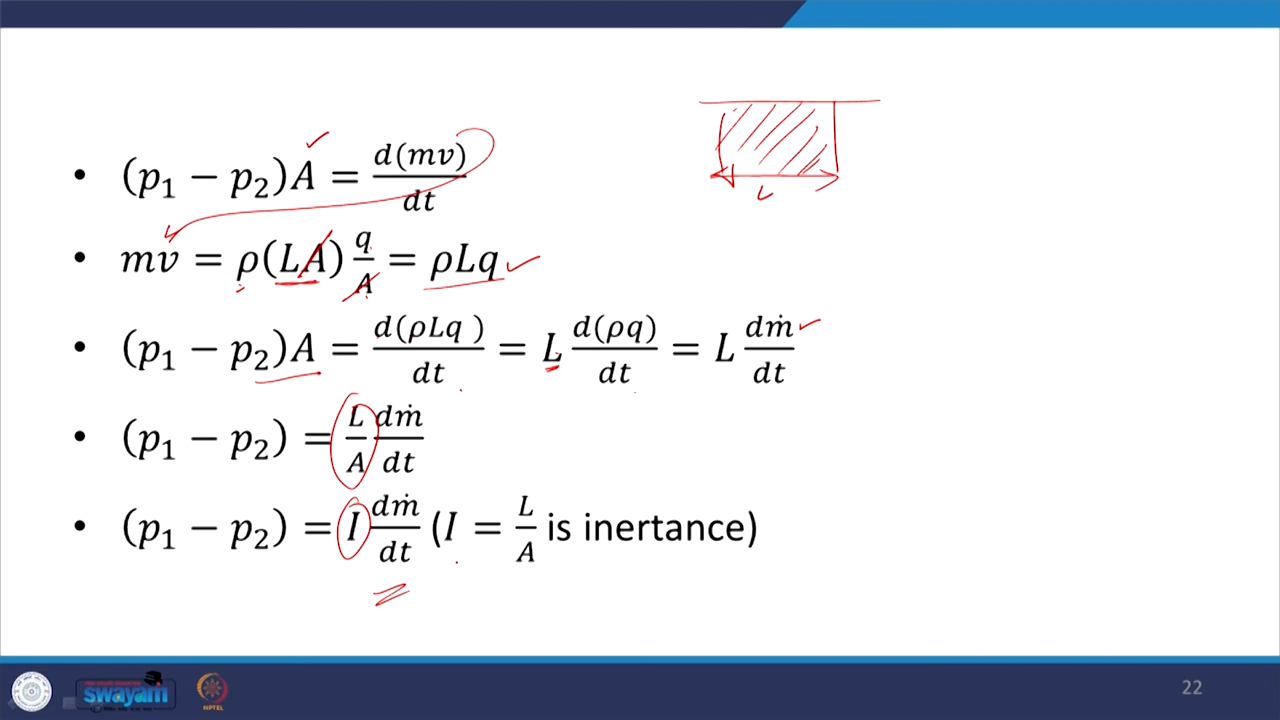 • (p₁ − p₂)A = d(mv)/dt
L
• mv = ρ(LA) q/A = ρLq
• (p₁ − p₂)A = d(ρLq )/dt = L d(ρq)/dt = L dṁ/dt
• (p₁ − p₂) = L/A dṁ/dt
• (p₁ − p₂) = I dṁ/dt (I = L/A is inertance)
swayam
NPTEL
22